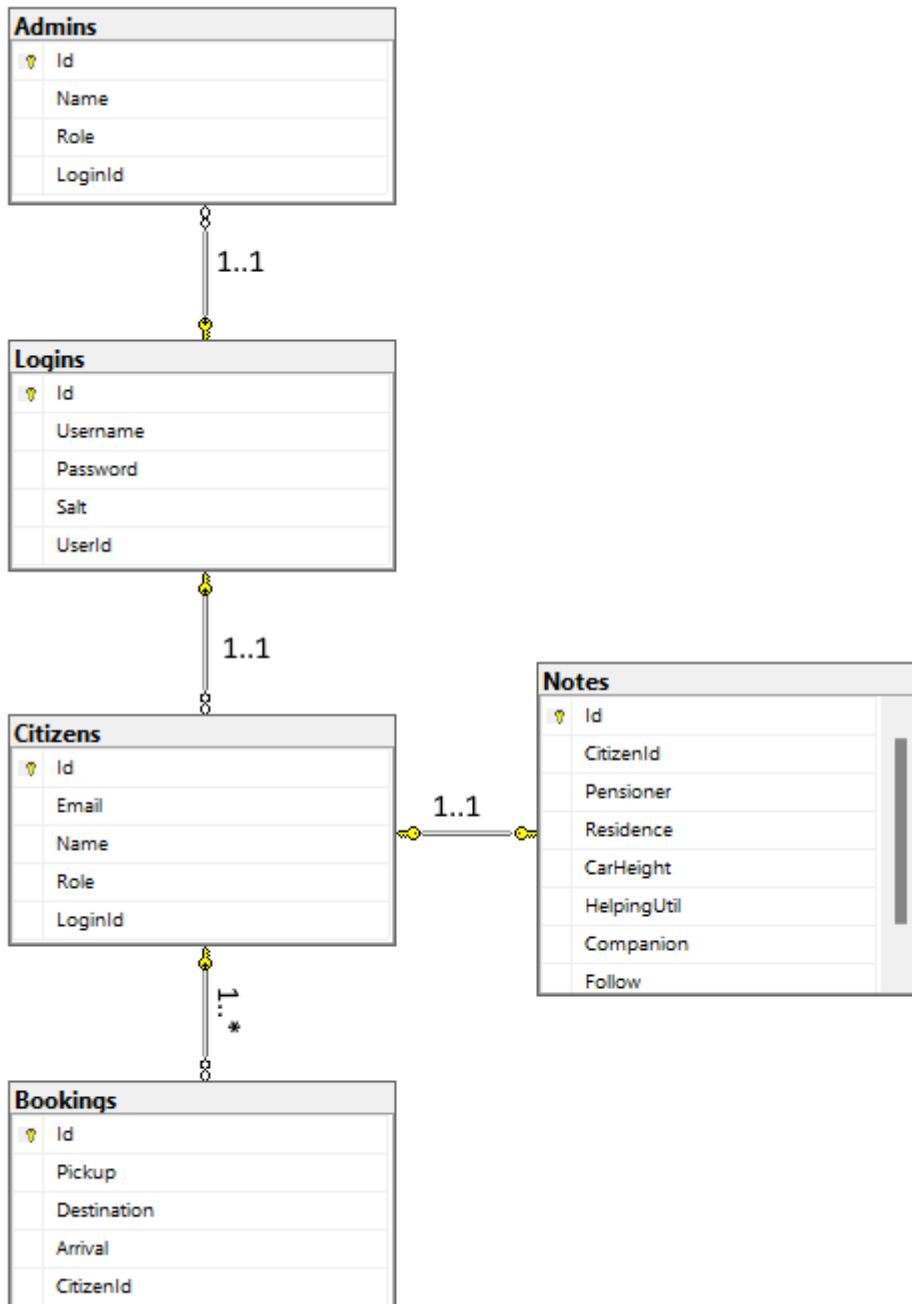 Admins
Id
Name
Role
LoginId
1..1
Logins
Id
Username
Password
Salt
UserId
1..1
Citizens
Id
Email
Name
Role
LoginId
1..1
Notes
Id
CitizenId
Pensioner
Residence
CarHeight
HelpingUtil
Companion
Follow
1..*
Bookings
Id
Pickup
Destination
Arrival
CitizenId